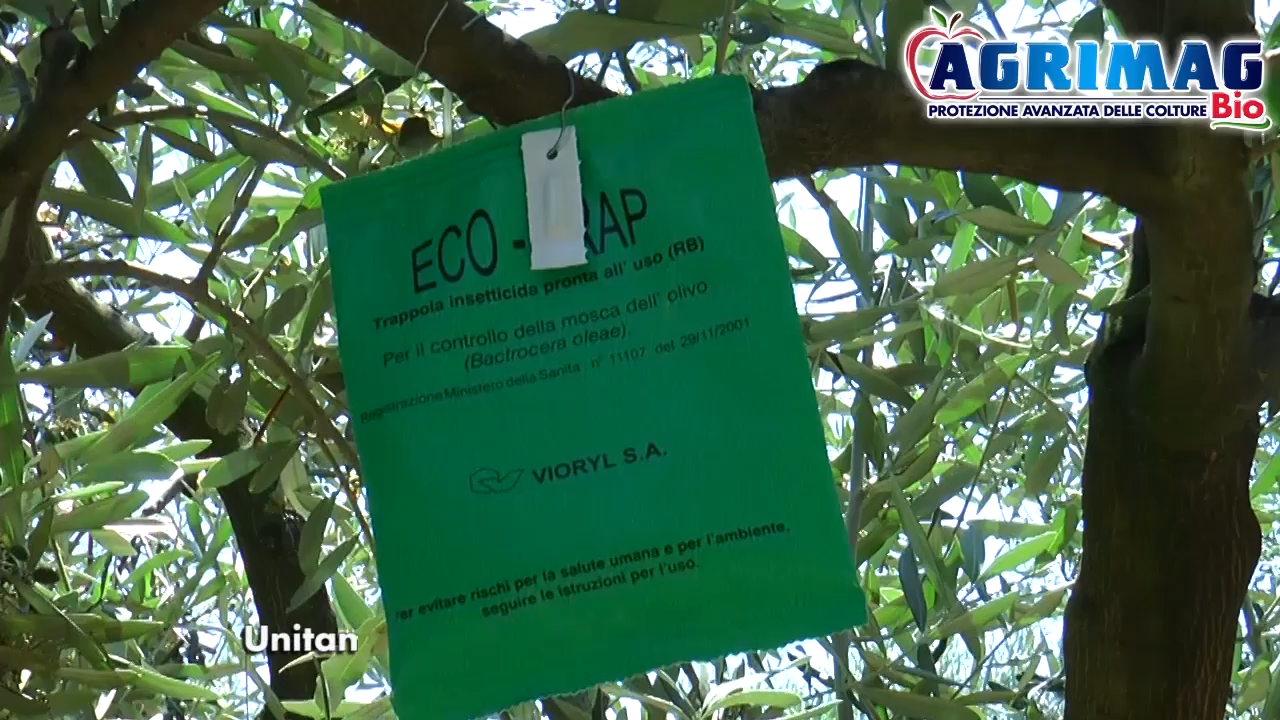 AGRIMAG
PROTEZIONE AVANZATA DELLE COLTURE Bio
ECO - RAP
Trappola insetticida pronta all' uso (RB)
Per il controllo della mosca dell' olivo
(Bactrocera oleae).
Registrazione Ministero della Sanita : n° 11107 del 29/11/2001
VIORYL S.A.
er evitare rischi per la salute umana e per l'ambiente,
seguire le istruzioni per l'uso.
Unitan